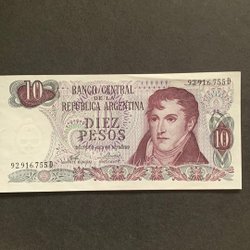 10
BANCO CENTRAL
DE LA
REPUBLICA ARGENTINA
92916755D
DIEZ
PESOS
92916755D
10